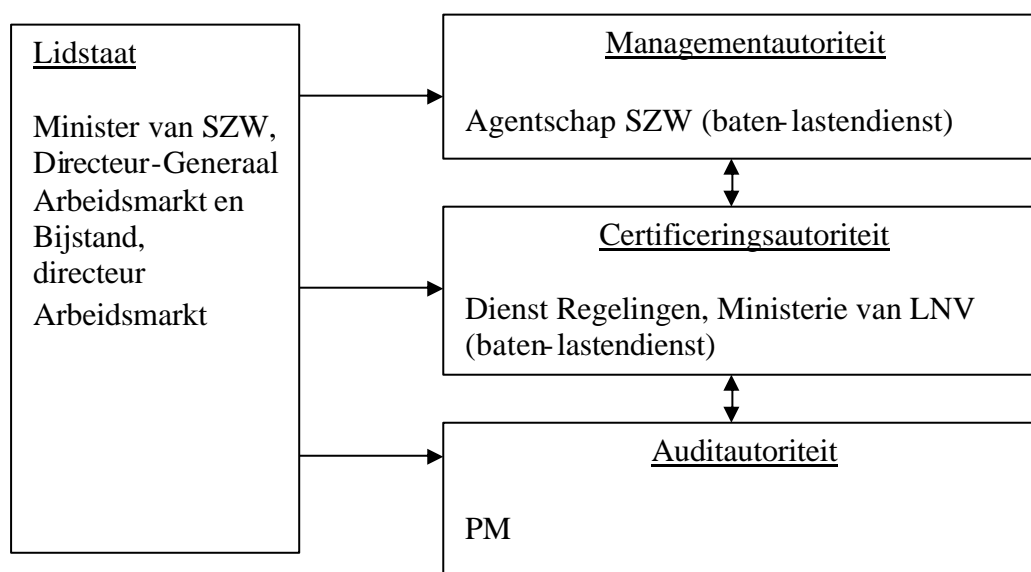 Lidstaat
Minister van SZW,
Directeur-Generaal
Arbeidsmarkt en
Bijstand,
directeur
Arbeidsmarkt
Managementautoriteit
Agentschap SZW (baten-lastendienst)
Certificeringsautoriteit
Dienst Regelingen, Ministerie van LNV
(baten-lastendienst)
Auditautoriteit
PM